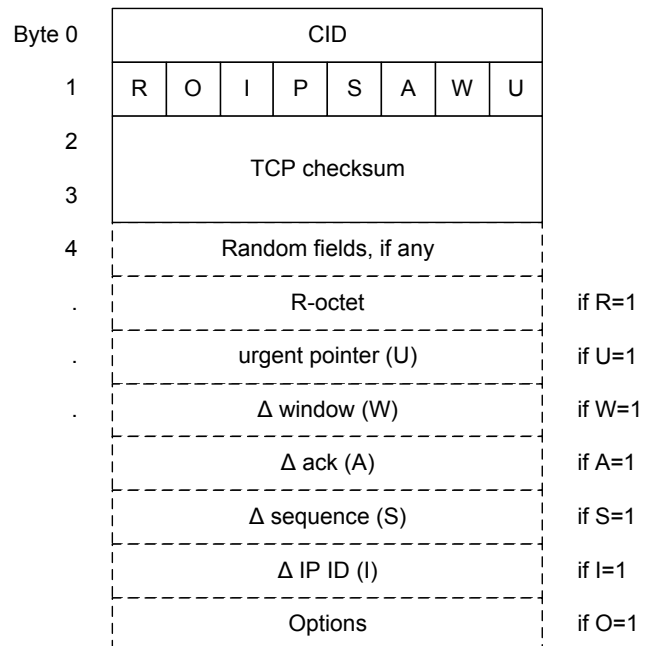 Byte 0 CID
1 R O I P S A W U
2
TCP checksum
3
4 Random fields, if any
. R-octet if R=1
. urgent pointer (U) if U=1
. Δ window (W) if W=1
Δ ack (A) if A=1
Δ sequence (S) if S=1
Δ IP ID (I) if I=1
Options if O=1